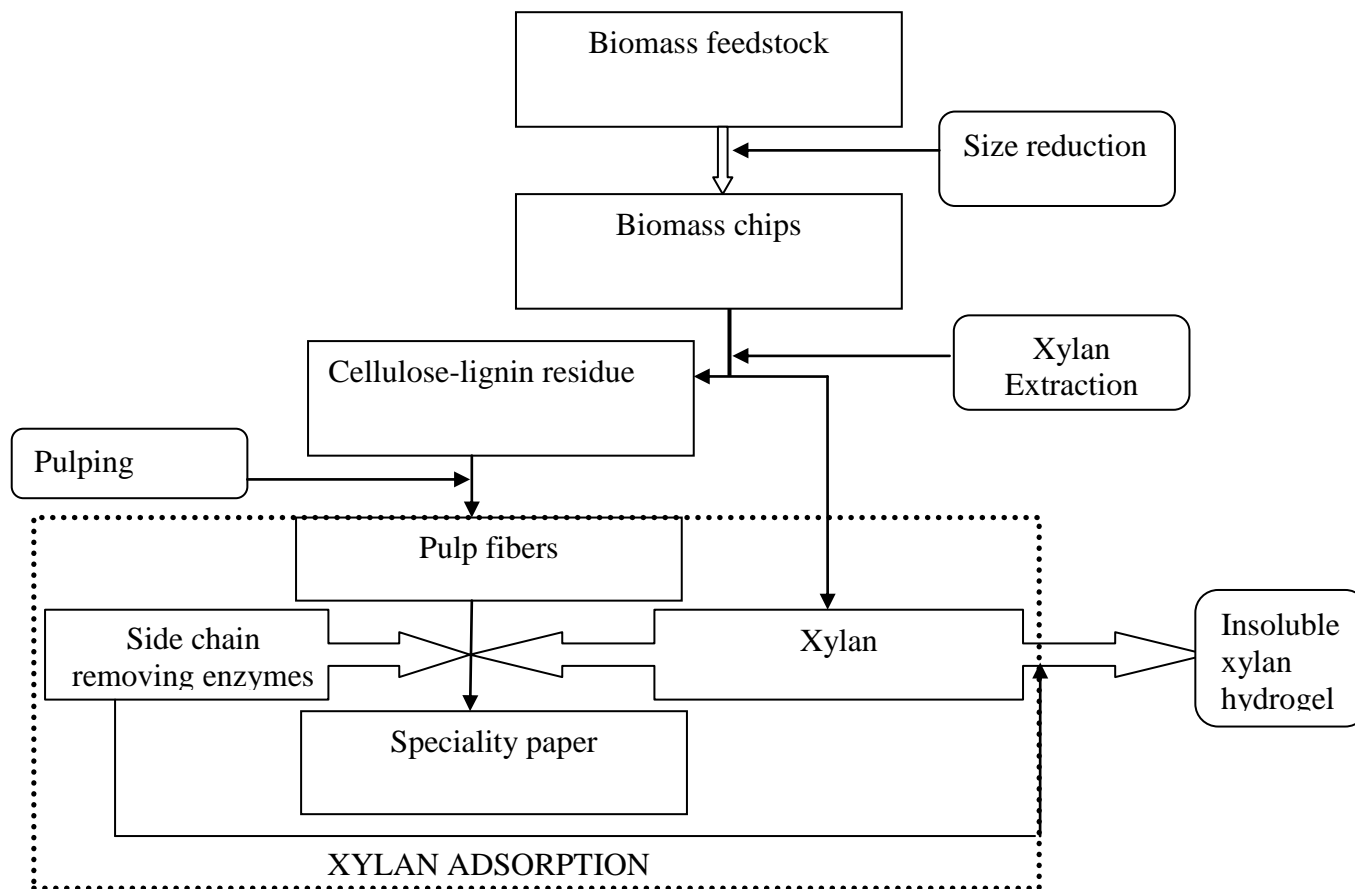 Biomass feedstock
Size reduction
Biomass chips
Xylan
Extraction
Cellulose-lignin residue
Pulping
Pulp fibers
Side chain
removing enzymes
Xylan
Insoluble
xylan
hydrogel
Speciality paper
XYLAN ADSORPTION